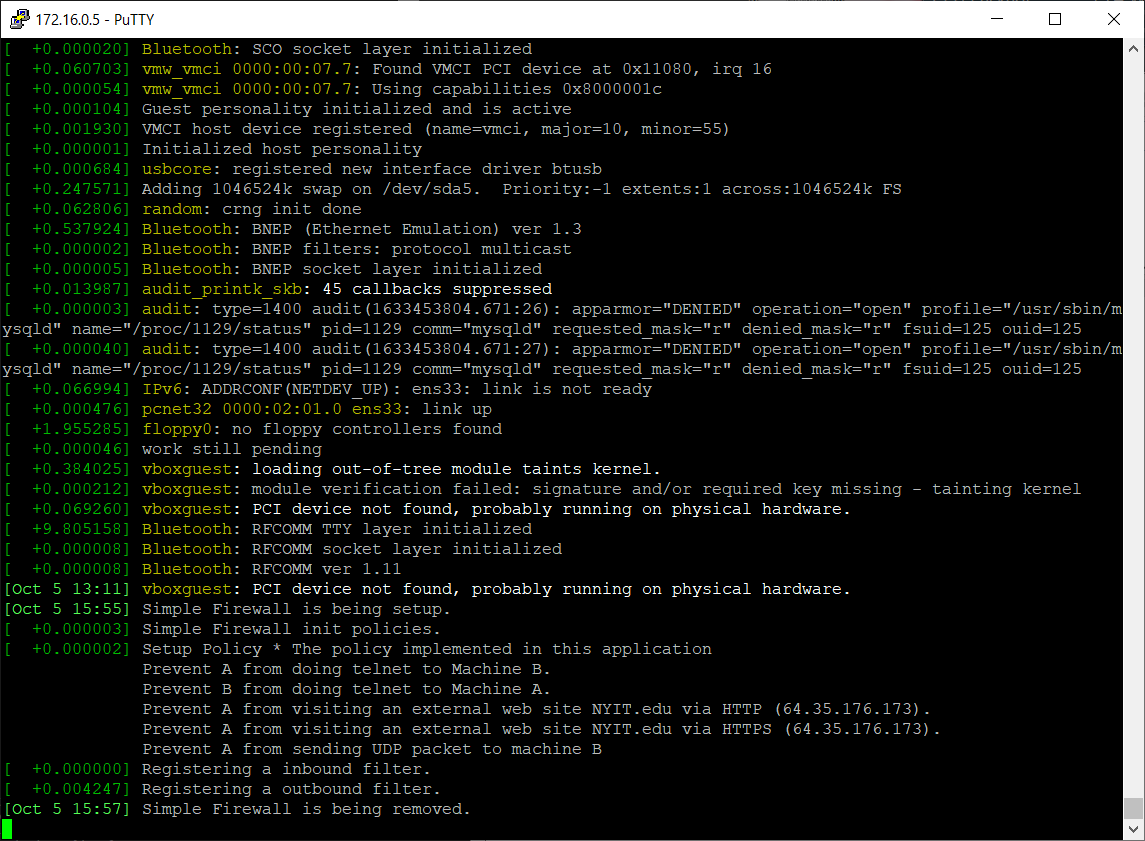 172.16.0.5 - PuTTY
[  +0.000020] Bluetooth: SCO socket layer initialized
[  +0.060703] vmw_vmci 0000:00:07.7: Found VMCI PCI device at 0x11080, irq 16
[  +0.000054] vmw_vmci 0000:00:07.7: Using capabilities 0x8000001c
[  +0.000104] Guest personality initialized and is active
[  +0.001930] VMCI host device registered (name=vmci, major=10, minor=55)
[  +0.000001] Initialized host personality
[  +0.000684] usbcore: registered new interface driver btusb
[  +0.247571] Adding 1046524k swap on /dev/sda5.  Priority:-1 extents:1 across:1046524k FS
[  +0.062806] random: crng init done
[  +0.537924] Bluetooth: BNEP (Ethernet Emulation) ver 1.3
[  +0.000002] Bluetooth: BNEP filters: protocol multicast
[  +0.000005] Bluetooth: BNEP socket layer initialized
[  +0.013987] audit_printk_skb: 45 callbacks suppressed
[  +0.000003] audit: type=1400 audit(1633453804.671:26): apparmor="DENIED" operation="open" profile="/usr/sbin/m
ysqld" name="/proc/1129/status" pid=1129 comm="mysqld" requested_mask="r" denied_mask="r" fsuid=125 ouid=125
[  +0.000040] audit: type=1400 audit(1633453804.671:27): apparmor="DENIED" operation="open" profile="/usr/sbin/m
ysqld" name="/proc/1129/status" pid=1129 comm="mysqld" requested_mask="r" denied_mask="r" fsuid=125 ouid=125
[  +0.066994] IPv6: ADDRCONF(NETDEV_UP): ens33: link is not ready
[  +0.000476] pcnet32 0000:02:01.0 ens33: link up
[  +1.955285] floppy0: no floppy controllers found
[  +0.000046] work still pending
[  +0.384025] vboxguest: loading out-of-tree module taints kernel.
[  +0.000212] vboxguest: module verification failed: signature and/or required key missing - tainting kernel
[  +0.069260] vboxguest: PCI device not found, probably running on physical hardware.
[  +9.805158] Bluetooth: RFCOMM TTY layer initialized
[  +0.000008] Bluetooth: RFCOMM socket layer initialized
[  +0.000008] Bluetooth: RFCOMM ver 1.11
[Oct 5 13:11] vboxguest: PCI device not found, probably running on physical hardware.
[Oct 5 15:55] Simple Firewall is being setup.
[  +0.000003] Simple Firewall init policies.
[  +0.000002] Setup Policy * The policy implemented in this application
Prevent A from doing telnet to Machine B.
Prevent B from doing telnet to Machine A.
Prevent A from visiting an external web site NYIT.edu via HTTP (64.35.176.173).
Prevent A from visiting an external web site NYIT.edu via HTTPS (64.35.176.173).
Prevent A from sending UDP packet to machine B
[  +0.000000] Registering a inbound filter.
[  +0.004247] Registering a outbound filter.
[Oct 5 15:57] Simple Firewall is being removed.